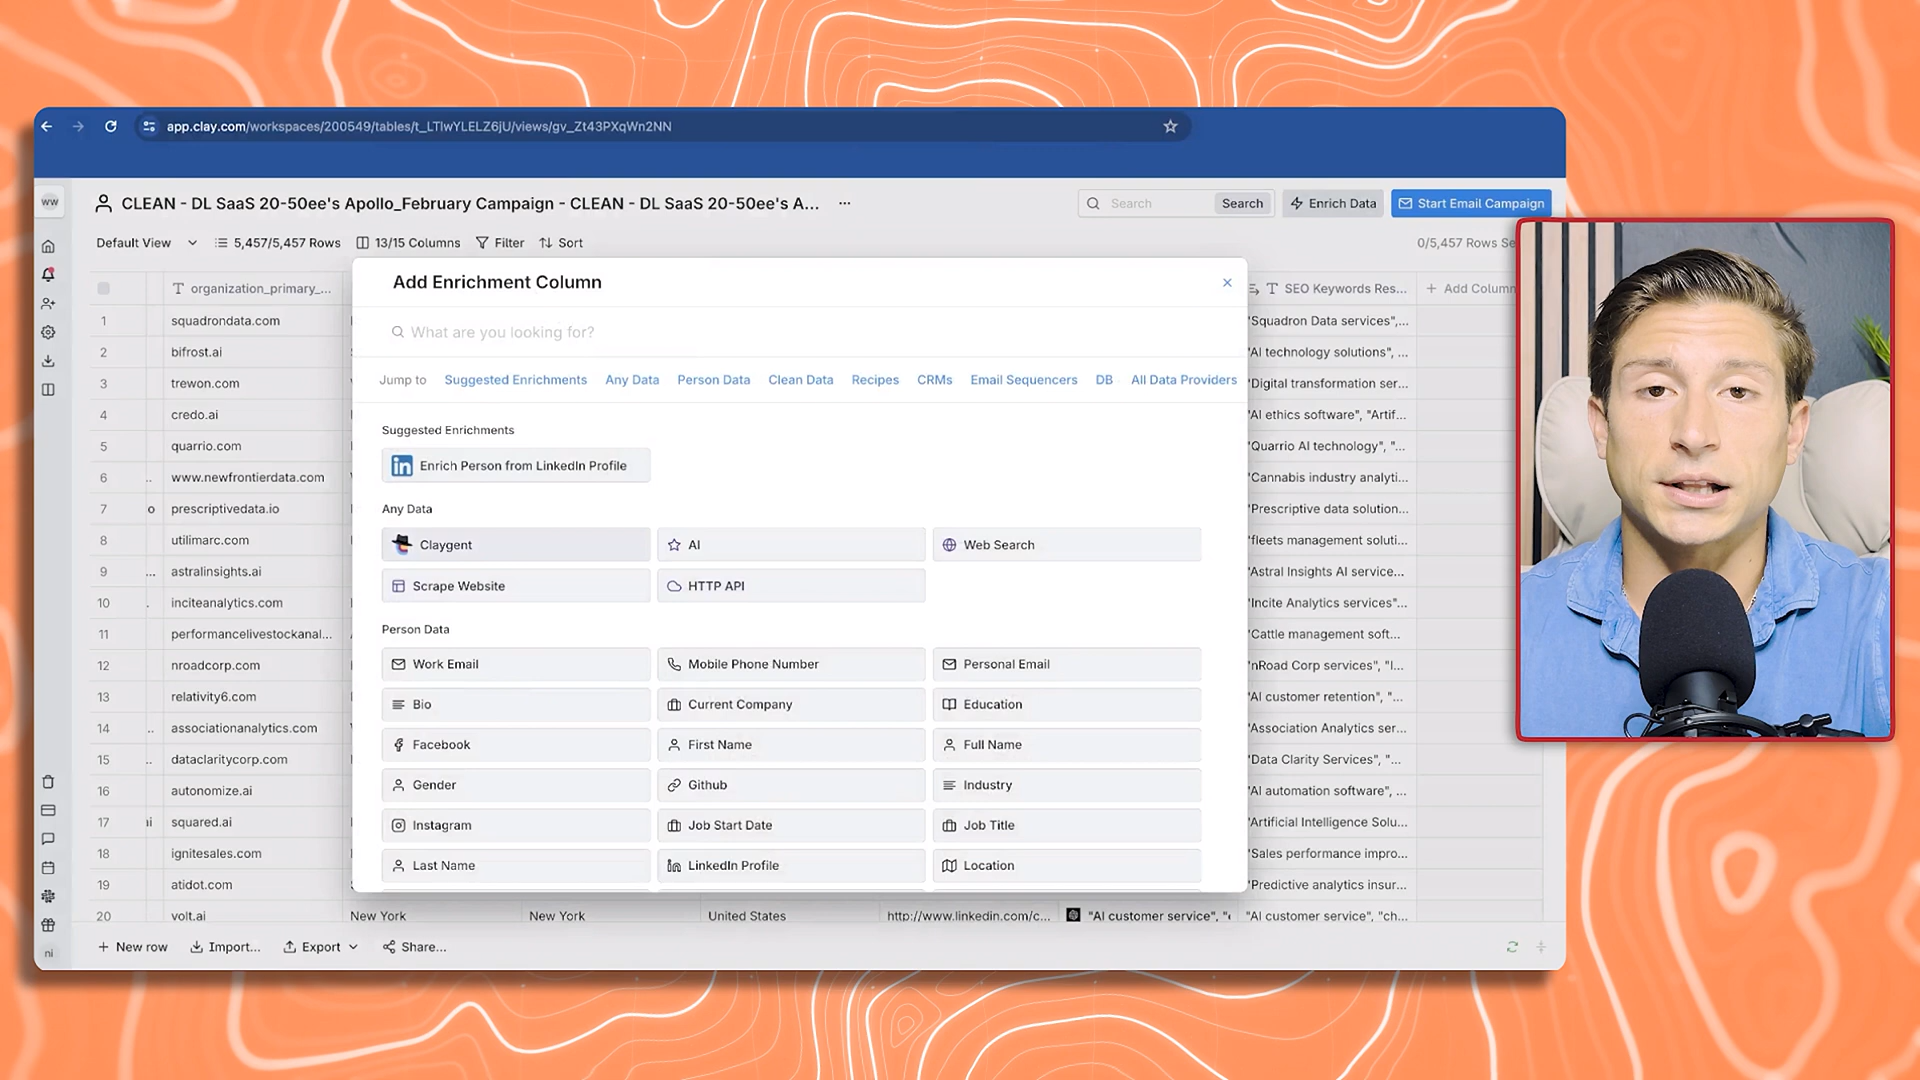 app.clay.com/workspaces/200549/tables/t_LTlwYLELZ6jU/views/gv_Zt43PXqWn2NN
WW
CLEAN - DL SaaS 20-50ee's Apollo_February Campaign - CLEAN - DL SaaS 20-50ee's A... ...
Search
Search
Enrich Data
Start Email Campaign
Default View
5,457/5,457 Rows
13/15 Columns
Filter
Sort
0/5,457 Rows Se
organization_primary_...
SEO Keywords Res...
+ Add Column
Add Enrichment Column
What are you looking for?
Jump to Suggested Enrichments Any Data Person Data Clean Data Recipes CRMs Email Sequencers DB All Data Providers
Suggested Enrichments
Enrich Person from LinkedIn Profile
Any Data
Claygent AI Web Search
Scrape Website HTTP API
Person Data
Work Email Mobile Phone Number Personal Email
Bio Current Company Education
Facebook First Name Full Name
Gender Github Industry
Instagram Job Start Date Job Title
Last Name LinkedIn Profile Location
1 squadrondata.com "Squadron Data services",...
2 bifrost.ai "AI technology solutions", ...
3 trewon.com "Digital transformation ser...
4 credo.ai "AI ethics software", "Artif...
5 quarrio.com "Quarrio AI technology", "...
6 .. www.newfrontierdata.com "Cannabis industry analyti...
7 o prescriptivedata.io "Prescriptive data solution...
8 utilimarc.com "fleets management soluti...
9 ... astralinsights.ai "Astral Insights AI service...
10 . inciteanalytics.com "Incite Analytics services"...
11 performancelivestockanal... "Cattle management soft...
12 nroadcorp.com "nRoad Corp services", "I...
13 relativity6.com "AI customer retention", "...
14 .. associationanalytics.com "Association Analytics ser...
15 .. dataclaritycorp.com "Data Clarity Services", "...
16 autonomize.ai "AI automation software", ...
17 ai squared.ai "Artificial Intelligence Solu...
18 ignitesales.com "Sales performance impro...
19 atidot.com "Predictive analytics insur...
20 volt.ai New York New York United States http://www.linkedin.com/c... "AI customer service", "c "AI customer service", "ch...
ni
+ New row
Import...
Export
Share...